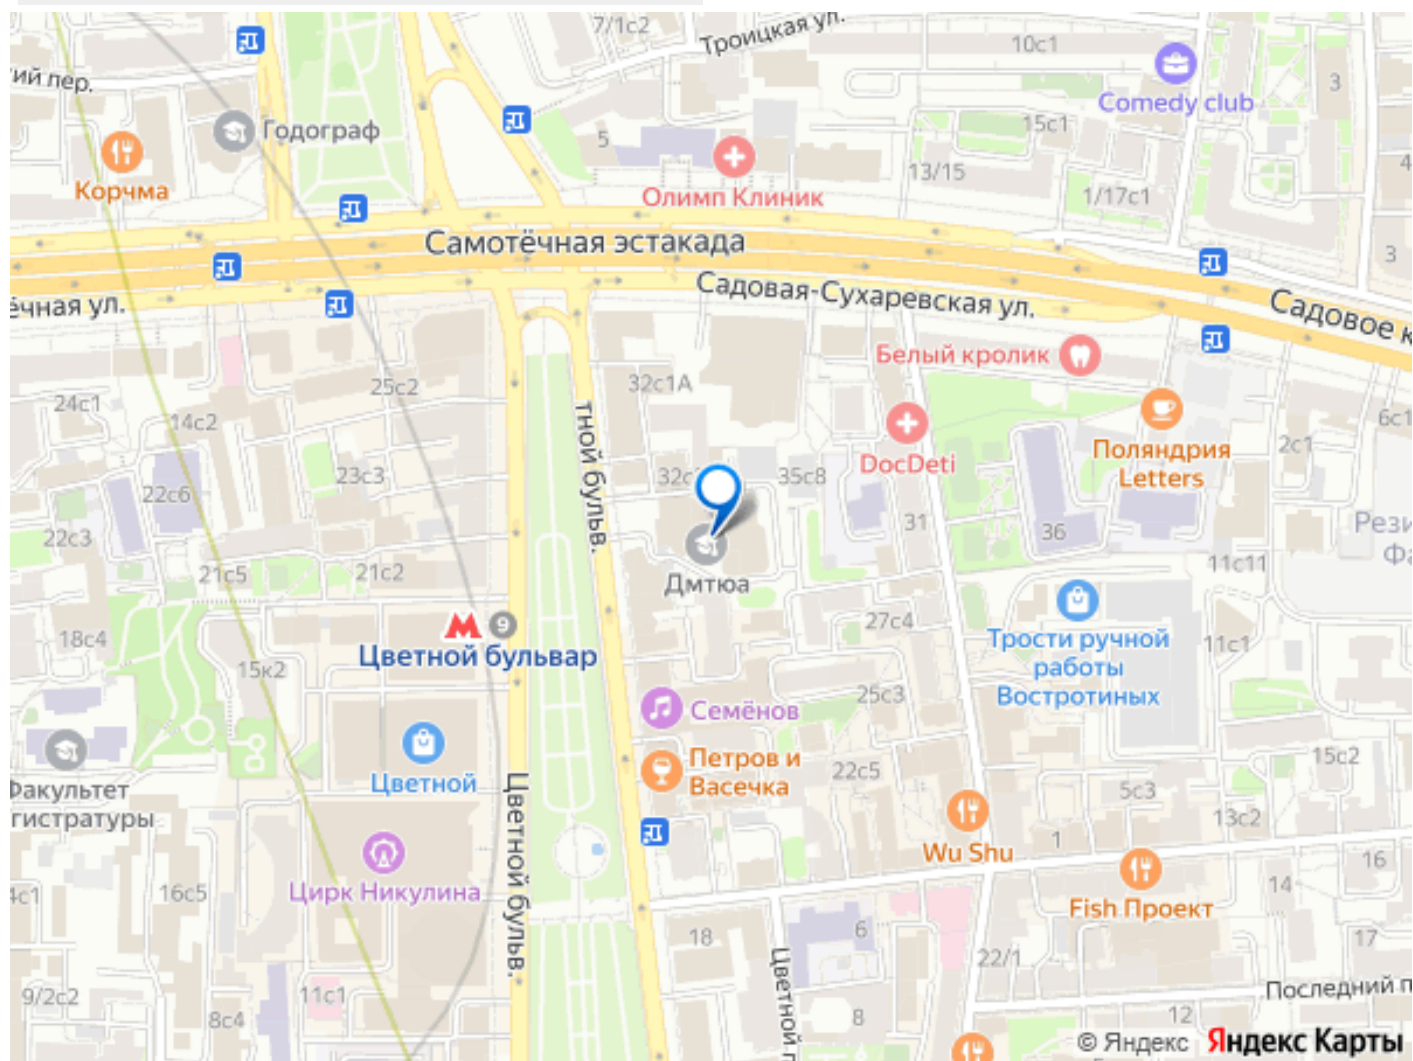 7/1с2
Троицкая ул.
10с1
ий пер.
Comedy club
3
Годограф
5
15с1
4
Корчма
Олимп Клиник
13/15
1/17с1
Самотёчная эстакада
3
ёчная ул.
Садовая-Сухаревская ул.
Садовое к
Белый кролик
25с2
32с1А
24с1
14с2
тной бульв.
DocDeti
Поляндрия
Letters
2с1
6с1
23с3
32с
35с8
22с6
31
36
Рези
Фа
22с3
Дмтюа
21с5
21с2
11с11
27с4
18с4
9
Цветной бульвар
Трости ручной
работы
Востротиных
11с1
15к2
Семёнов
25с3
Цветной
Петров и
Васечка
22с5
15с2
Факультет
гистратуры
5с3
13с2
Цветной бульв.
Wu Shu
1
16
Цирк Никулина
4с1
16с5
Fish Проект
14
18
6
17
22/1
Цветной п
9/2с2
11с1
Последний п
8с4
8
12
© Яндекс Яндекс Карты